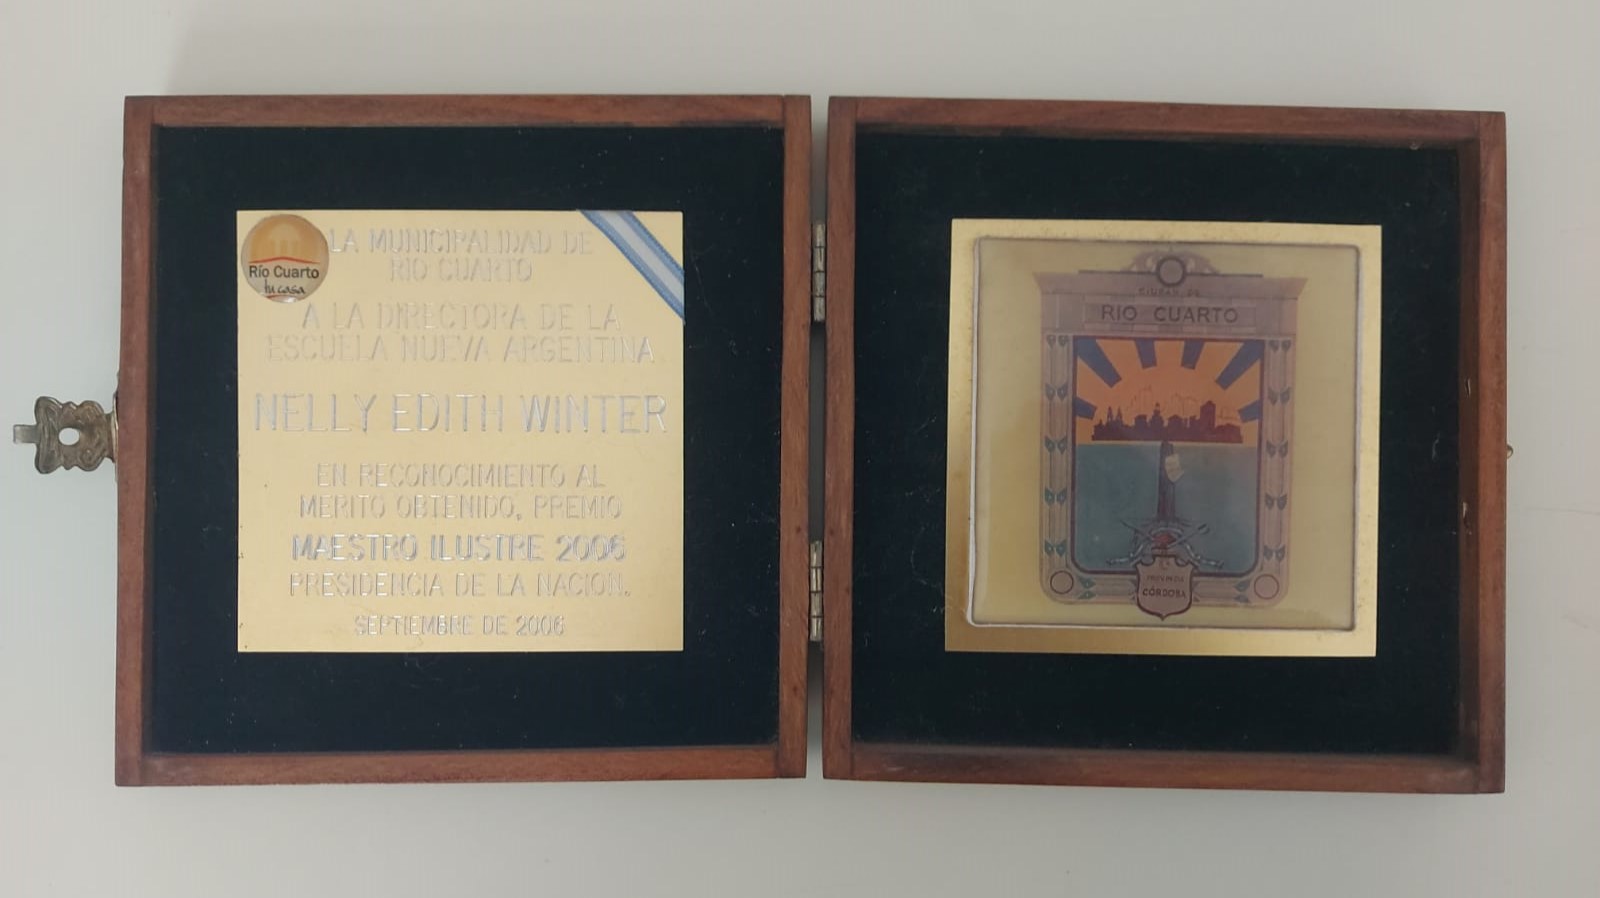 Río Cuarto
tu casa
LA MUNICIPALIDAD DE
RIO CUARTO
A LA DIRECTORA DE LA
ESCUELA NUEVA ARGENTINA
NELLY EDITH WINTER
EN RECONOCIMIENTO AL
MERITO OBTENIDO, PREMIO
MAESTRO ILUSTRE 2006
PRESIDENCIA DE LA NACION.
SEPTIEMBRE DE 2006
CIUDAD DE
RIO CUARTO
PROVINCIA
CÓRDOBA